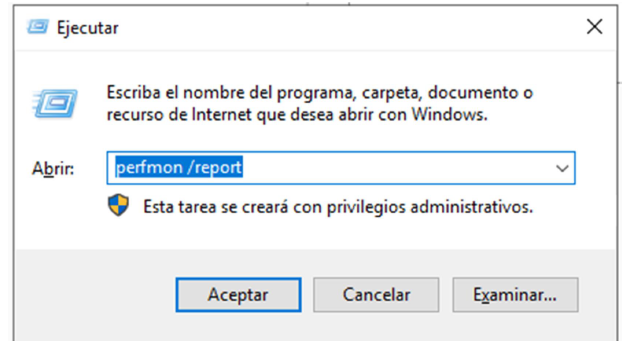 Ejecutar
Escriba el nombre del programa, carpeta, documento o
recurso de Internet que desea abrir con Windows.
Abrir: perfmon /report
Esta tarea se creará con privilegios administrativos.
Aceptar Cancelar Examinar...